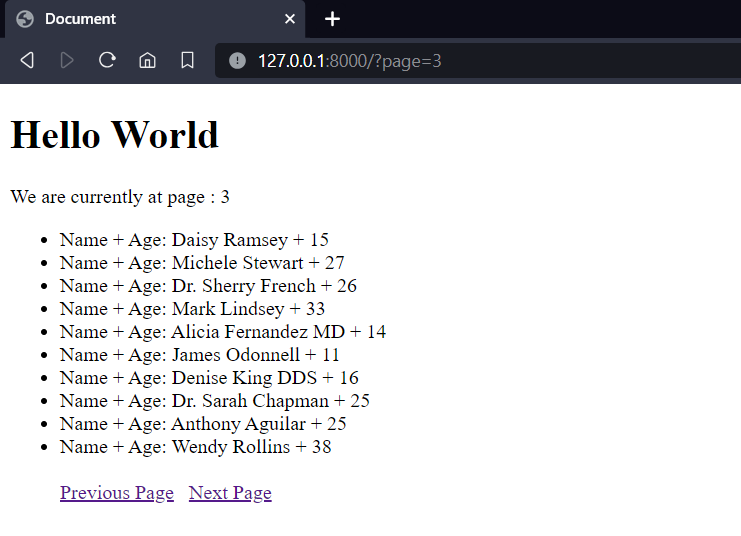 Document
127.0.0.1:8000/?page=3
Hello World
We are currently at page : 3
Name + Age: Daisy Ramsey + 15
Name + Age: Michele Stewart + 27
Name + Age: Dr. Sherry French + 26
Name + Age: Mark Lindsey + 33
Name + Age: Alicia Fernandez MD + 14
Name + Age: James Odonnell + 11
Name + Age: Denise King DDS + 16
Name + Age: Dr. Sarah Chapman + 25
Name + Age: Anthony Aguilar + 25
Name + Age: Wendy Rollins + 38
Previous Page Next Page